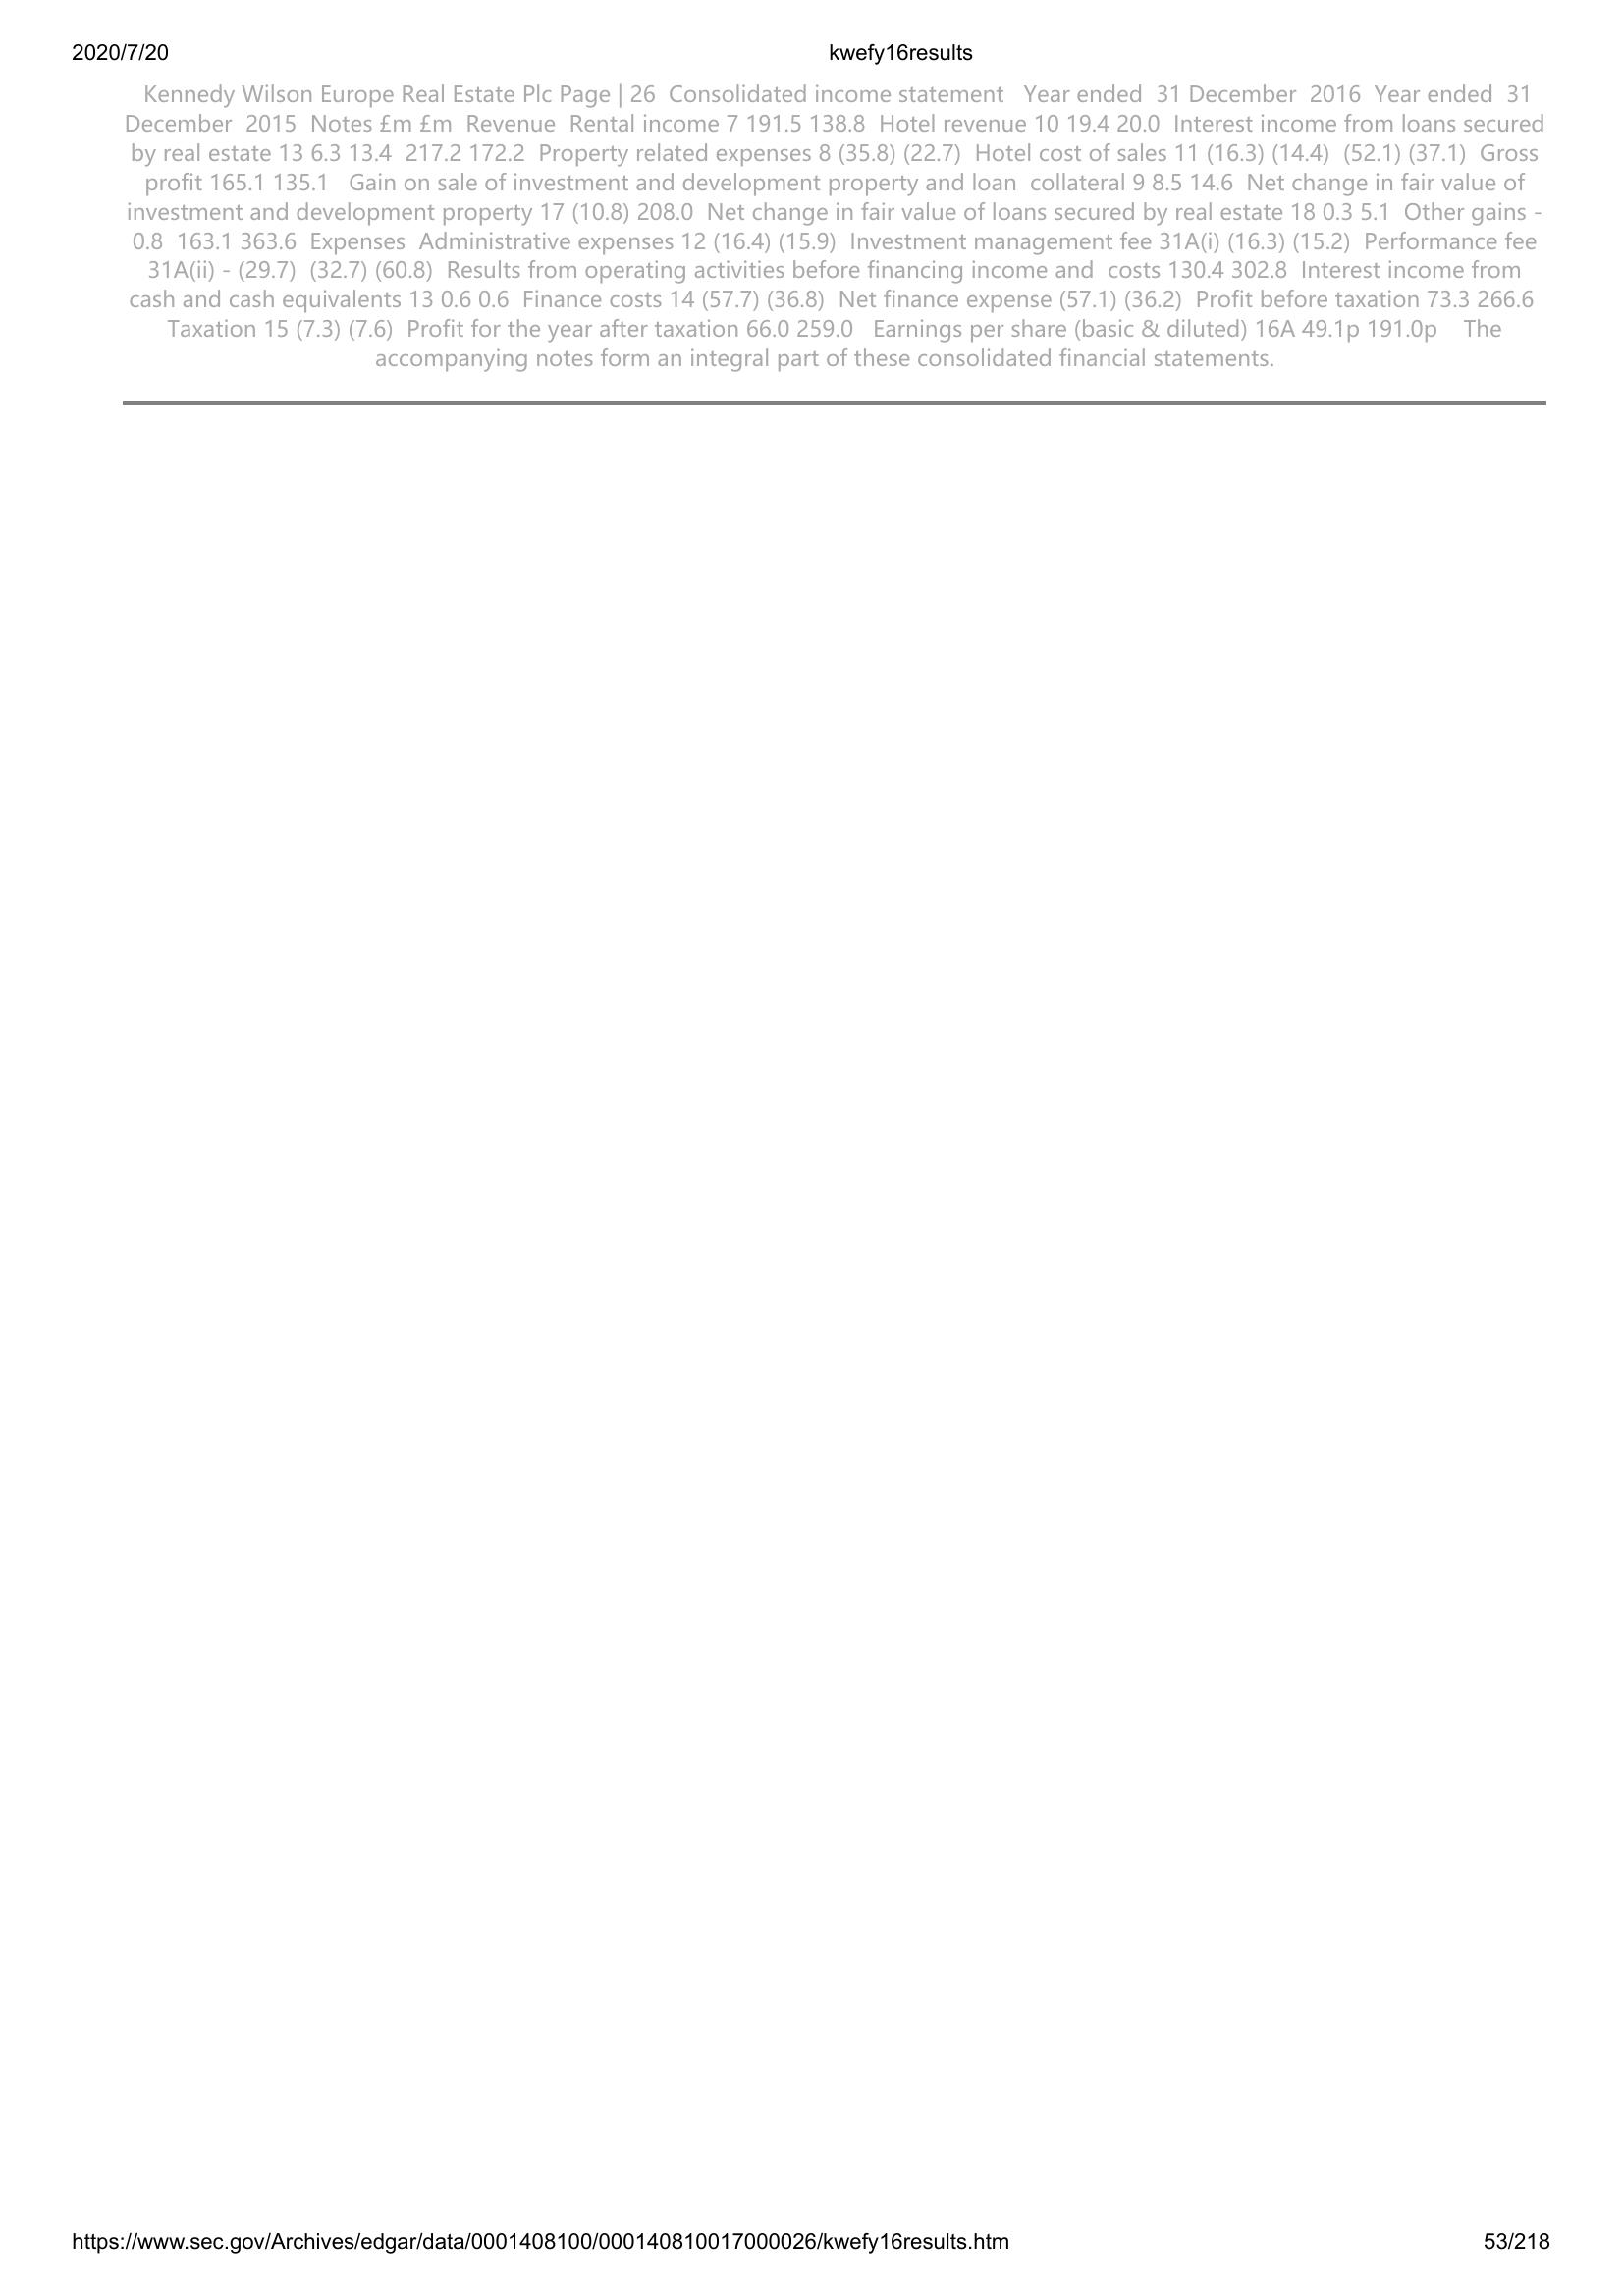 2020/7/20 kwefy16results
Kennedy Wilson Europe Real Estate Plc Page | 26 Consolidated income statement Year ended 31 December 2016 Year ended 31
December 2015 Notes £m £m Revenue Rental income 7 191.5 138.8 Hotel revenue 10 19.4 20.0 Interest income from loans secured
by real estate 13 6.3 13.4 217.2 172.2 Property related expenses 8 (35.8) (22.7) Hotel cost of sales 11 (16.3) (14.4) (52.1) (37.1) Gross
profit 165.1 135.1 Gain on sale of investment and development property and loan collateral 9 8.5 14.6 Net change in fair value of
investment and development property 17 (10.8) 208.0 Net change in fair value of loans secured by real estate 18 0.3 5.1 Other gains -
0.8 163.1 363.6 Expenses Administrative expenses 12 (16.4) (15.9) Investment management fee 31A(i) (16.3) (15.2) Performance fee
31A(ii) - (29.7) (32.7) (60.8) Results from operating activities before financing income and costs 130.4 302.8 Interest income from
cash and cash equivalents 13 0.6 0.6 Finance costs 14 (57.7) (36.8) Net finance expense (57.1) (36.2) Profit before taxation 73.3 266.6
Taxation 15 (7.3) (7.6) Profit for the year after taxation 66.0 259.0 Earnings per share (basic & diluted) 16A 49.1p 191.0p The
accompanying notes form an integral part of these consolidated financial statements.
https://www.sec.gov/Archives/edgar/data/0001408100/000140810017000026/kwefy16results.htm 53/218